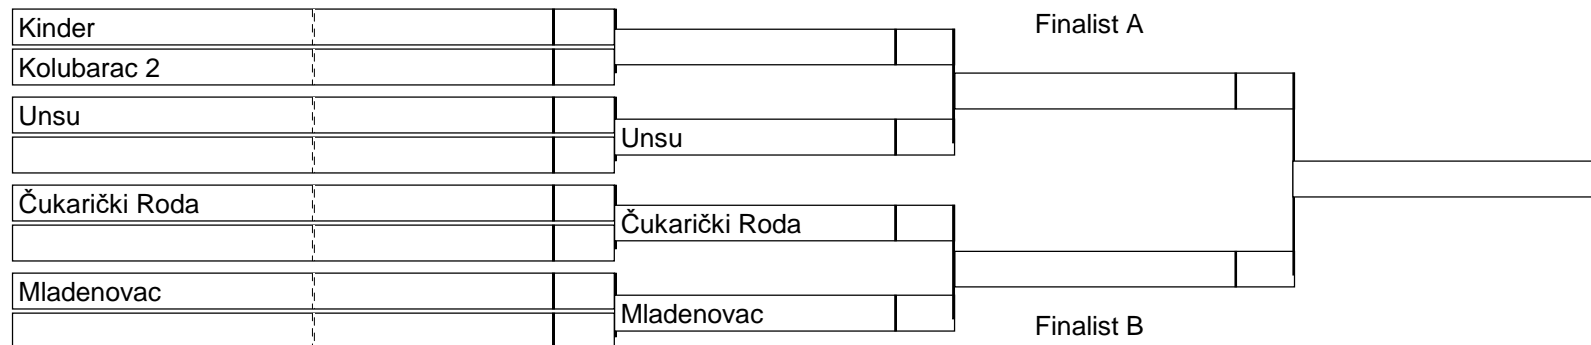 Kinder
Kolubarac 2
Unsu
Čukarički Roda
Mladenovac
Unsu
Čukarički Roda
Mladenovac
Finalist A
Finalist B